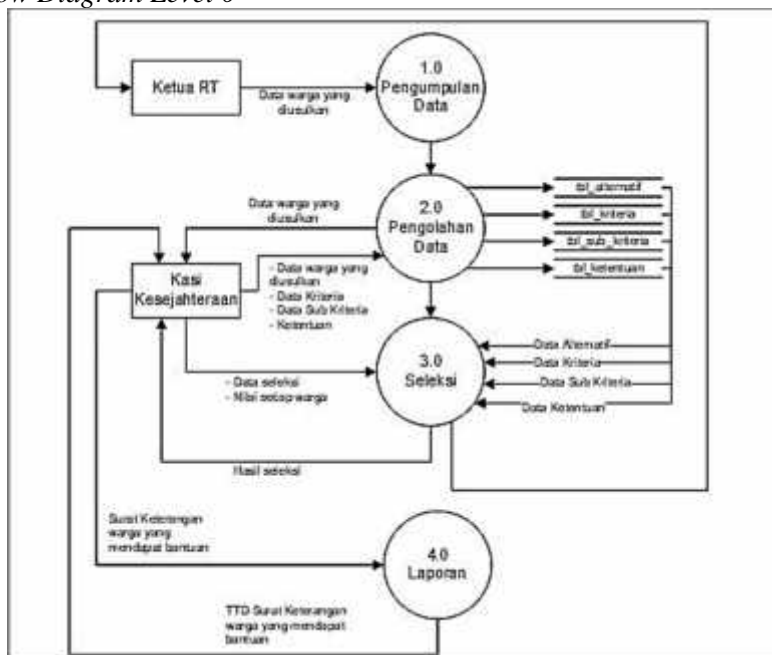 ow Diagram Level 0
Ketua RT
Data warga yang
diusulkan
1.0
Pengumpulan
Data
Data warga yang
diusulkan
2.0
Pengolahan
Data
tbl_alternatif
tbl_kriteria
tbl_sub_kriteria
tbl_ketentuan
Kasi
Kesejahteraan
- Data warga yang
diusulkan
- Data Kriteria
- Data Sub Kriteria
- Ketentuan
3.0
Seleksi
Data Alternatif
Data Kriteria
Data Sub Kriteria
Data Ketentuan
- Data seleksi
- Nilai setiap warga
Hasil seleksi
Surat Keterangan
warga yang
mendapat bantuan
4.0
Laporan
TTD Surat Keterangan
warga yang mendapat
bantuan